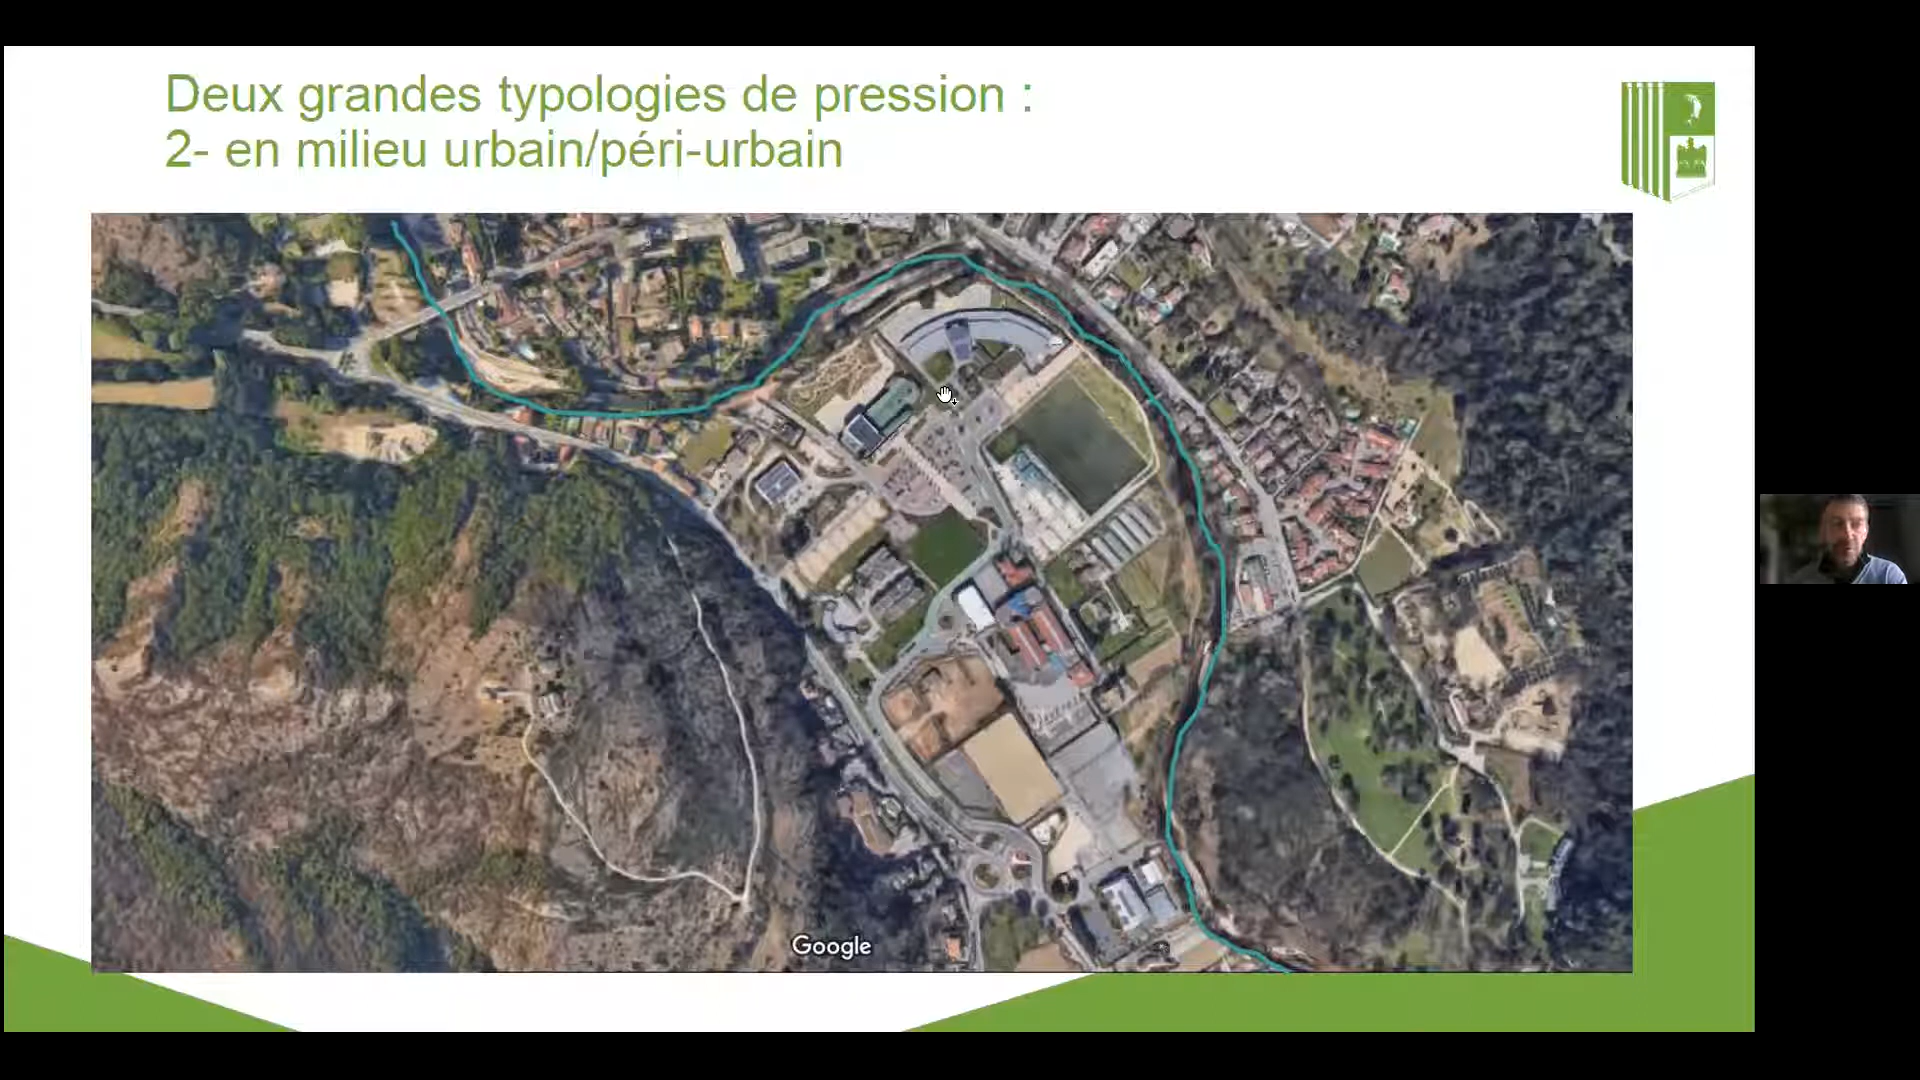 Deux grandes typologies de pression :
2- en milieu urbain/péri-urbain
Google